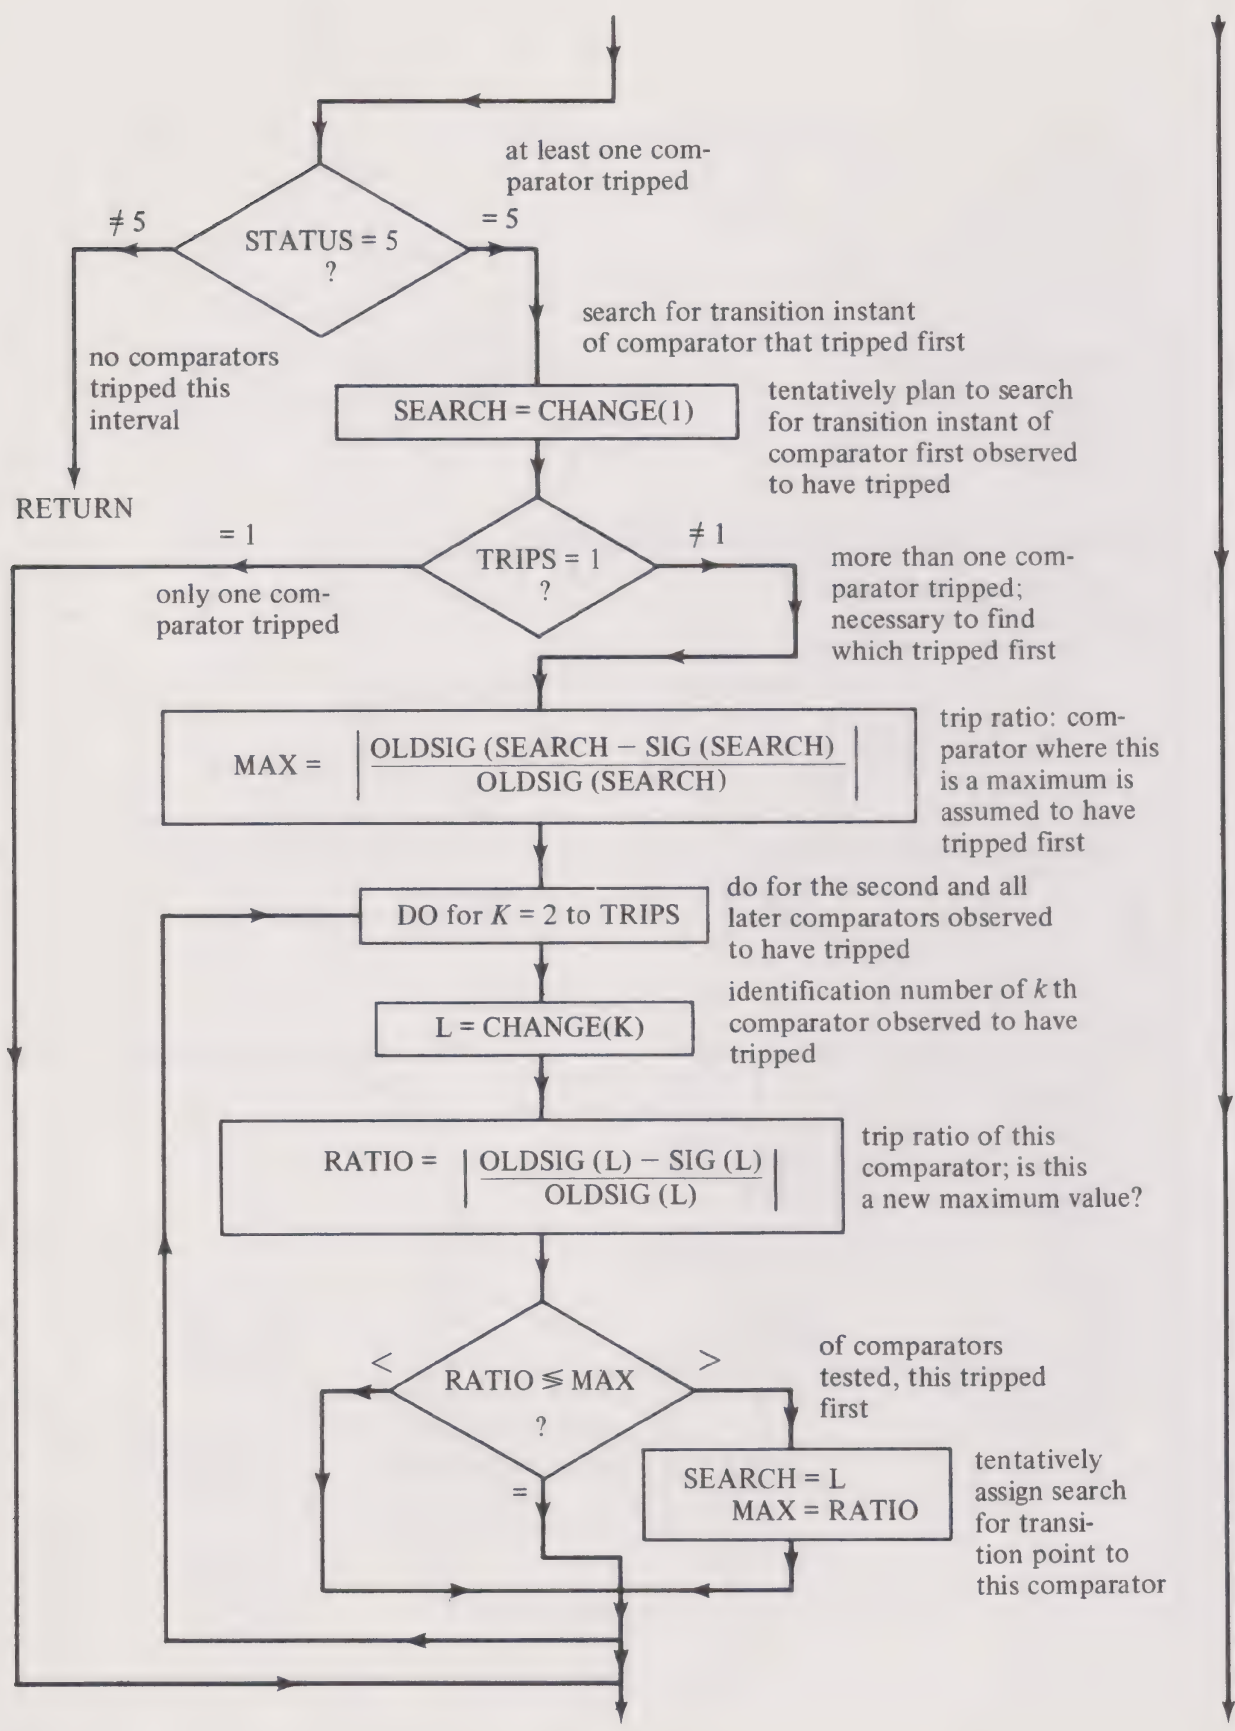 at least one com-
parator tripped
≠ 5
= 5
STATUS = 5
?
search for transition instant
of comparator that tripped first
no comparators
tripped this
interval
RETURN
SEARCH = CHANGE(1)
tentatively plan to search
for transition instant of
comparator first observed
to have tripped
= 1
≠ 1
TRIPS = 1
?
only one com-
parator tripped
more than one com-
parator tripped;
necessary to find
which tripped first
MAX = | OLDSIG (SEARCH – SIG (SEARCH) |
OLDSIG (SEARCH)
trip ratio: com-
parator where this
is a maximum is
assumed to have
tripped first
DO for K = 2 to TRIPS
do for the second and all
later comparators observed
to have tripped
L = CHANGE(K)
identification number of k th
comparator observed to have
tripped
RATIO = | OLDSIG (L) – SIG (L) |
OLDSIG (L)
trip ratio of this
comparator; is this
a new maximum value?
<
RATIO ≦ MAX
?
>
=
of comparators
tested, this tripped
first
SEARCH = L
MAX = RATIO
tentatively
assign search
for transi-
tion point to
this comparator